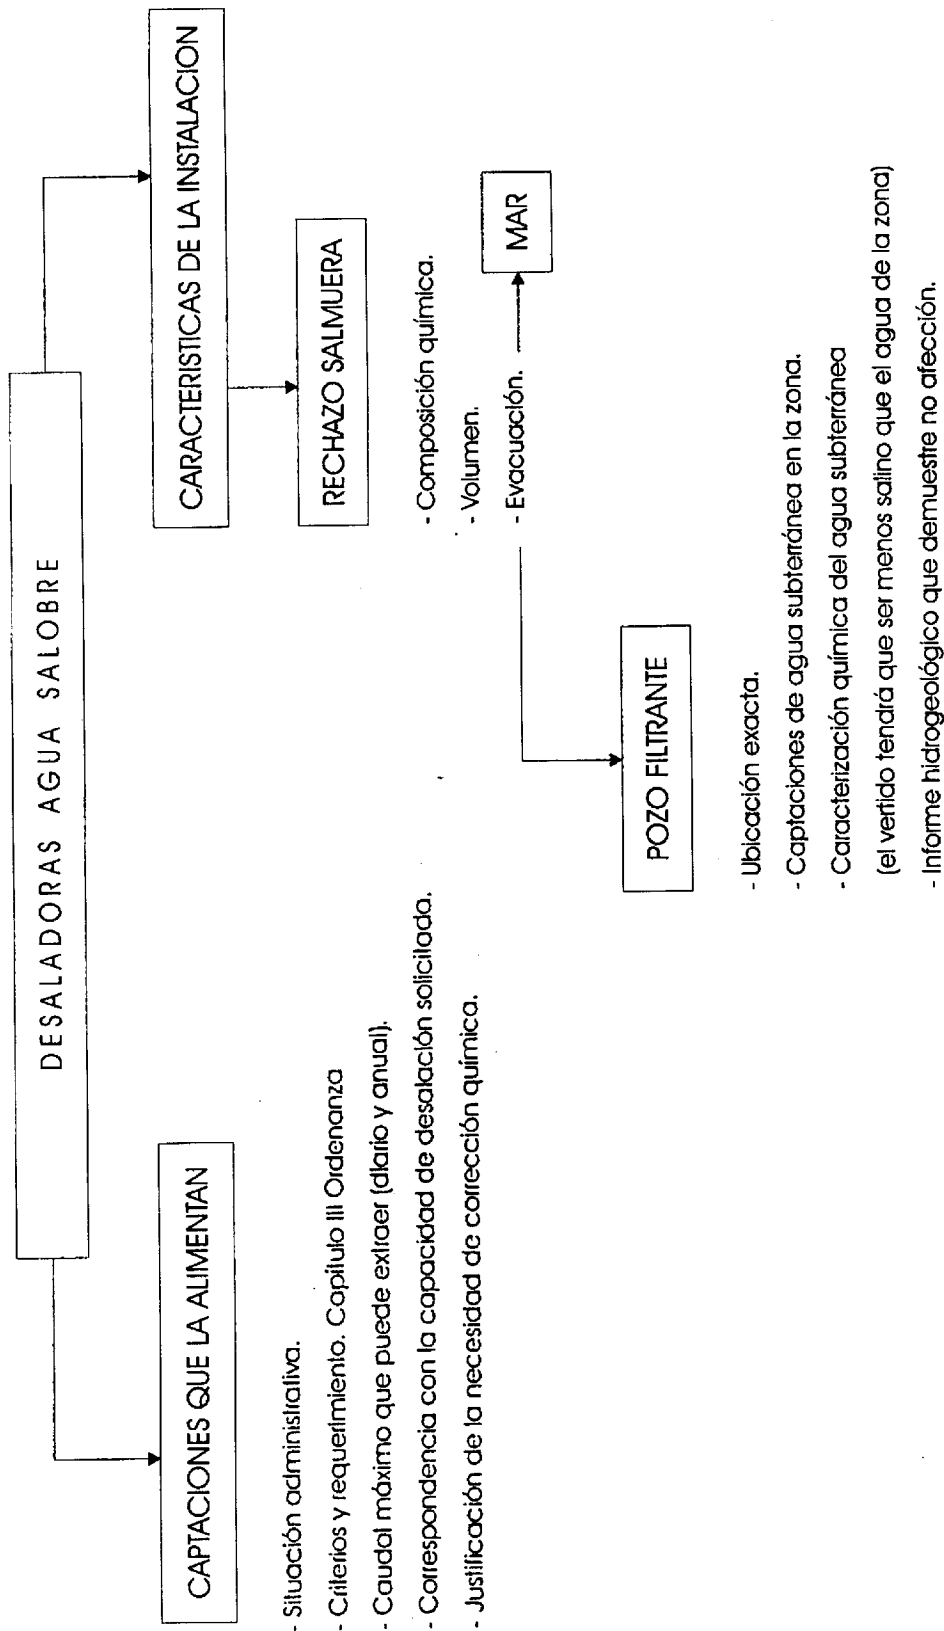 DESALADORAS AGUA SALOBRE
CAPTACIONES QUE LA ALIMENTAN
- Situación administrativa.
- Criterios y requerimiento. Capítulo III Ordenanza
- Caudal máximo que puede extraer (diario y anual).
- Correspondencia con la capacidad de desalación solicitada.
- Justificación de la necesidad de corrección química.
CARACTERISTICAS DE LA INSTALACION
RECHAZO SALMUERA
- Composición química.
- Volumen.
- Evacuación.
MAR
POZO FILTRANTE
- Ubicación exacta.
- Captaciones de agua subterránea en la zona.
- Caracterización química del agua subterránea
(el vertido tendrá que ser menos salino que el agua de la zona)
- Informe hidrogeológico que demuestre no afección.